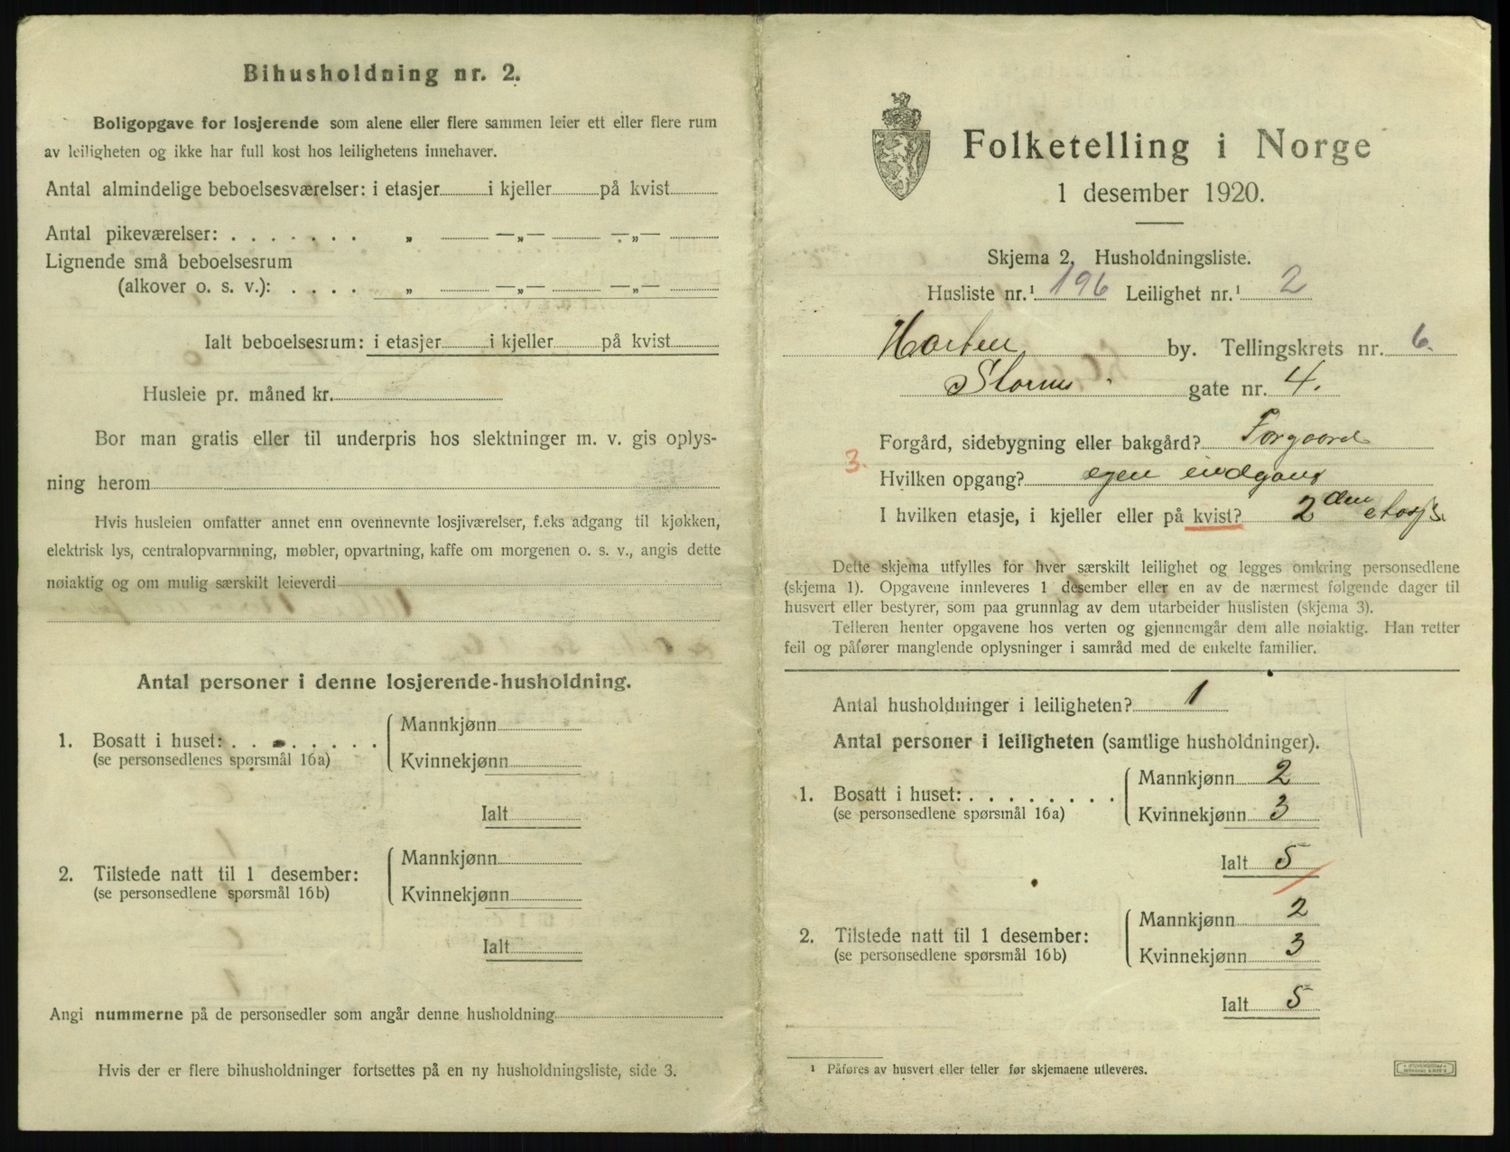 Bihusholdning nr. 2.
Boligopgave for losjerende som alene eller flere sammen leier ett eller flere rum
av leiligheten og ikke har full kost hos leilighetens innehaver.
Antal almindelige beboelsesværelser: i etasjer i kjeller på kvist
Antal pikeværelser: . . . . . . . „ —„— —„—
Lignende små beboelsesrum
(alkover o. s. v.): . . . . „ —„— —„—
Ialt beboelsesrum: i etasjer i kjeller på kvist
Husleie pr. måned kr.
Bor man gratis eller til underpris hos slektninger m. v. gis oplys-
ning herom
Hvis husleien omfatter annet enn ovennevnte losjiværelser, f.eks adgang til kjøkken,
elektrisk lys, centralopvarmning, møbler, opvartning, kaffe om morgenen o. s. v., angis dette
nøiaktig og om mulig særskilt leieverdi
Antal personer i denne losjerende-husholdning.
1. Bosatt i huset: . . . . . . . .
(se personsedlenes spørsmål 16a)
Mannkjønn
Kvinnekjønn
Ialt
2. Tilstede natt til 1 desember:
(se personsedlene spørsmål 16b)
Mannkjønn
Kvinnekjønn
Ialt
Angi nummerne på de personsedler som angår denne husholdning
Hvis der er flere bihusholdninger fortsettes på en ny husholdningsliste, side 3.
Folketelling i Norge
1 desember 1920.
Skjema 2. Husholdningsliste.
Husliste nr.¹ 196 Leilighet nr.¹ 2
Horten by. Tellingskrets nr. 6.
Storms gate nr. 4.
Forgård, sidebygning eller bakgård? Forgaard
3.
Hvilken opgang? egen indgang
I hvilken etasje, i kjeller eller på kvist? 2 den etasje
Dette skjema utfylles for hver særskilt leilighet og legges omkring personsedlene
(skjema 1). Opgavene innleveres 1 desember eller en av de nærmest følgende dager til
husvert eller bestyrer, som paa grunnlag av dem utarbeider huslisten (skjema 3).
Telleren henter opgavene hos verten og gjennemgår dem alle nøiaktig. Han retter
feil og påfører manglende oplysninger i samråd med de enkelte familier.
Antal husholdninger i leiligheten? 1
Antal personer i leiligheten (samtlige husholdninger).
1. Bosatt i huset: . . . . . . . .
(se personsedlene spørsmål 16a)
Mannkjønn 2
Kvinnekjønn 3
Ialt 5
2. Tilstede natt til 1 desember:
(se personsedlene spørsmål 16b)
Mannkjønn 2
Kvinnekjønn 3
Ialt 5
¹ Påføres av husvert eller teller før skjemaene utleveres.